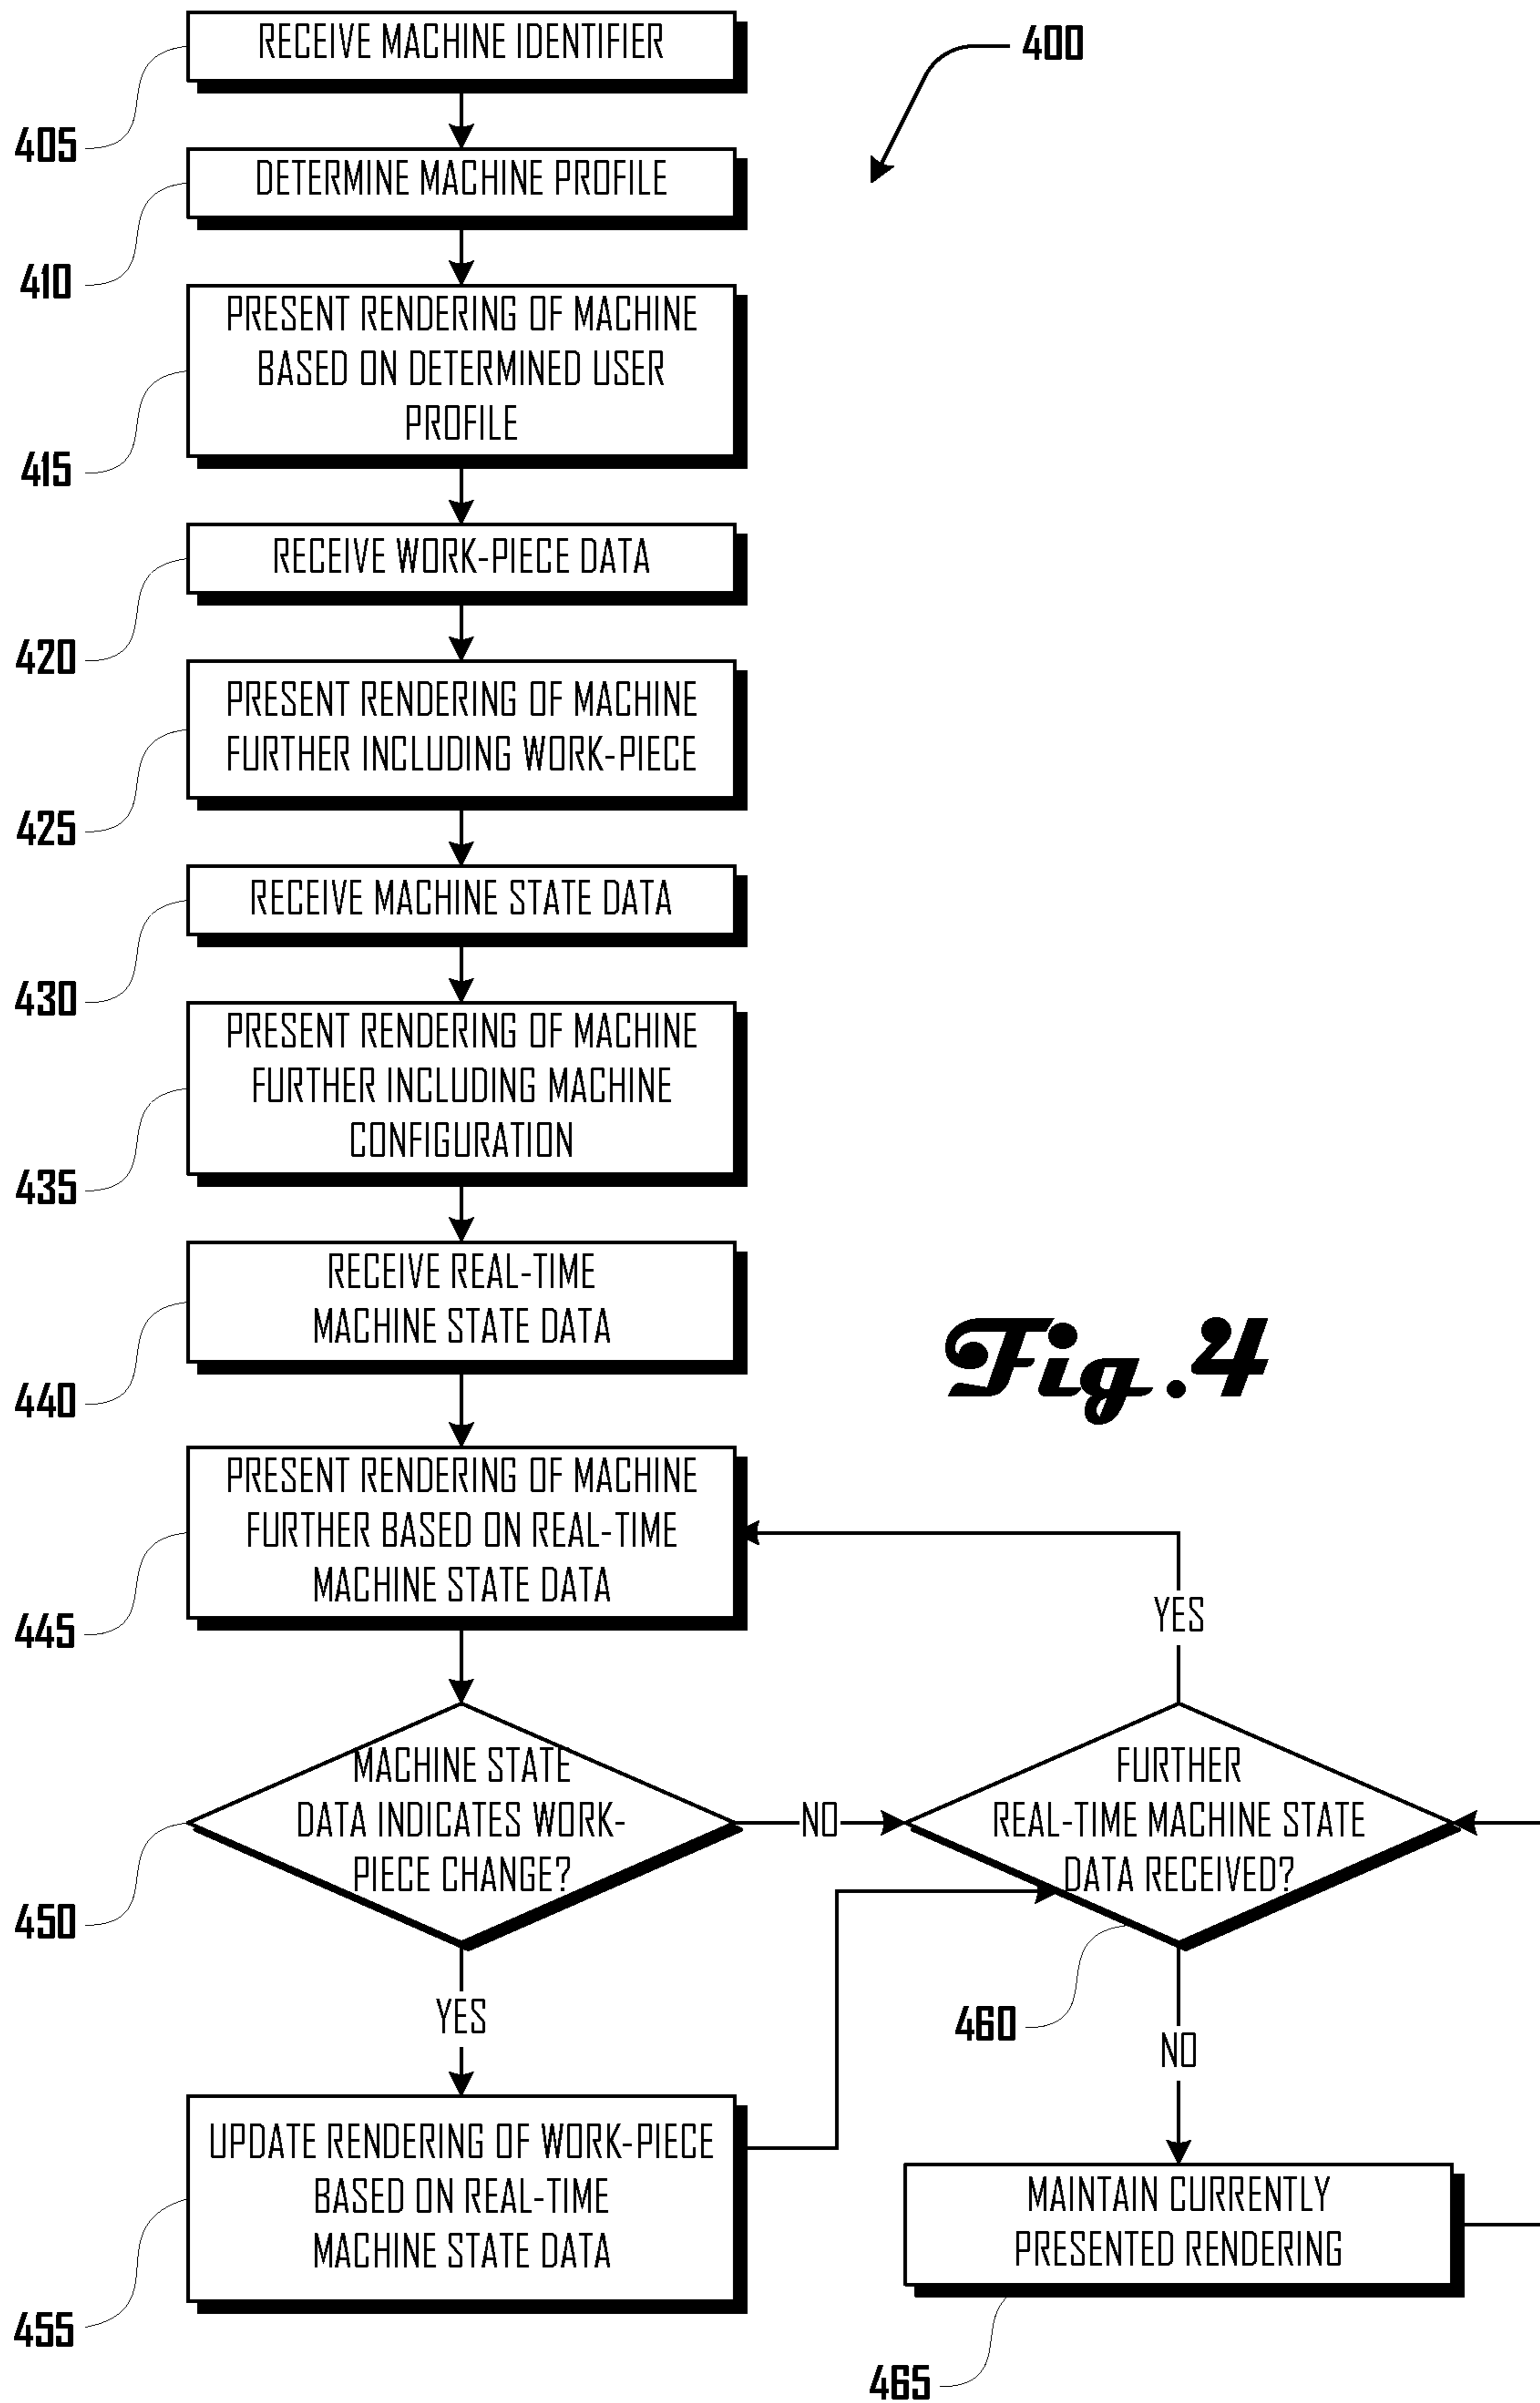 RECEIVE MACHINE IDENTIFIER
400
405
DETERMINE MACHINE PROFILE
410
PRESENT RENDERING OF MACHINE
BASED ON DETERMINED USER
PROFILE
415
RECEIVE WORK-PIECE DATA
420
PRESENT RENDERING OF MACHINE
FURTHER INCLUDING WORK-PIECE
425
RECEIVE MACHINE STATE DATA
430
PRESENT RENDERING OF MACHINE
FURTHER INCLUDING MACHINE
CONFIGURATION
435
RECEIVE REAL-TIME
MACHINE STATE DATA
440
Fig.4
PRESENT RENDERING OF MACHINE
FURTHER BASED ON REAL-TIME
MACHINE STATE DATA
445
YES
MACHINE STATE
DATA INDICATES WORK-
PIECE CHANGE?
450
NO
FURTHER
REAL-TIME MACHINE STATE
DATA RECEIVED?
460
YES
NO
UPDATE RENDERING OF WORK-PIECE
BASED ON REAL-TIME
MACHINE STATE DATA
455
MAINTAIN CURRENTLY
PRESENTED RENDERING
465